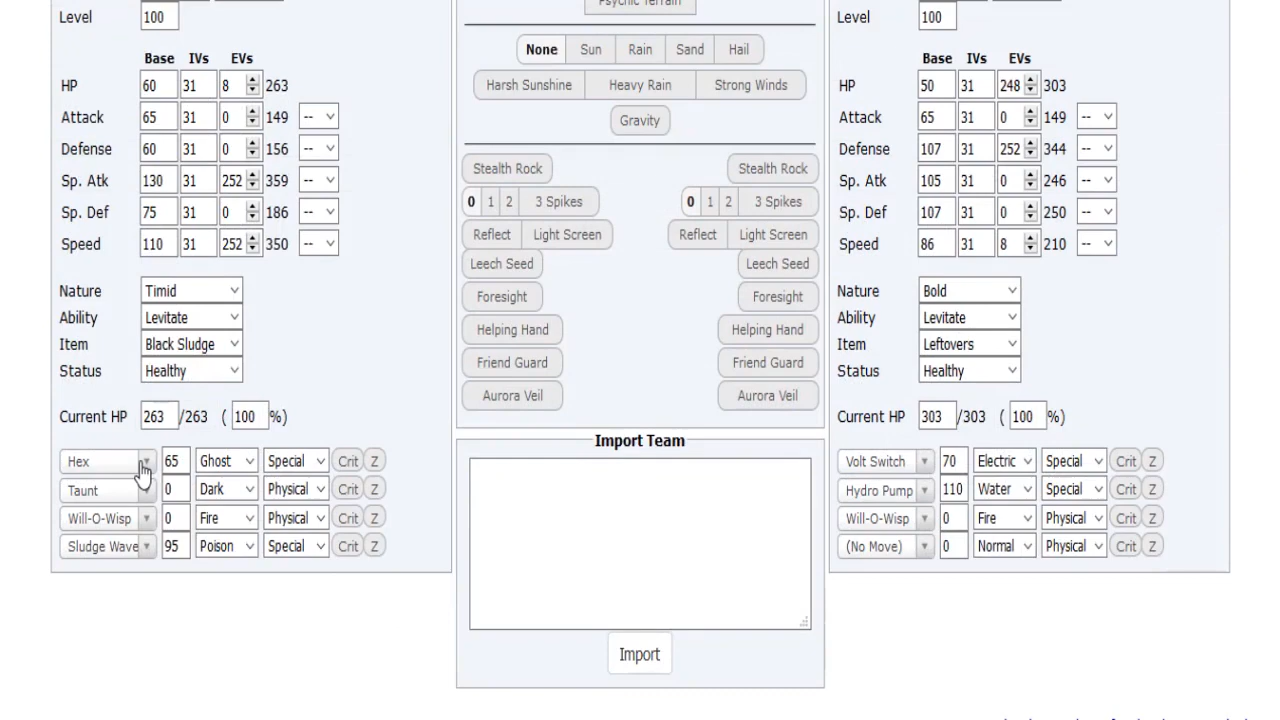 Psychic Terrain
Level 100
Base IVs EVs
HP 60 31 8 263
Attack 65 31 0 149 --
Defense 60 31 0 156 --
Sp. Atk 130 31 252 359 --
Sp. Def 75 31 0 186 --
Speed 110 31 252 350 --
Nature Timid
Ability Levitate
Item Black Sludge
Status Healthy
Current HP 263 /263 ( 100 %)
Hex 65 Ghost Special Crit Z
Taunt 0 Dark Physical Crit Z
Will-O-Wisp 0 Fire Physical Crit Z
Sludge Wave 95 Poison Special Crit Z
None Sun Rain Sand Hail
Harsh Sunshine Heavy Rain Strong Winds
Gravity
Stealth Rock Stealth Rock
0 1 2 3 Spikes 0 1 2 3 Spikes
Reflect Light Screen Reflect Light Screen
Leech Seed Leech Seed
Foresight Foresight
Helping Hand Helping Hand
Friend Guard Friend Guard
Aurora Veil Aurora Veil
Import Team
Import
Level 100
Base IVs EVs
HP 50 31 248 303
Attack 65 31 0 149 --
Defense 107 31 252 344 --
Sp. Atk 105 31 0 246 --
Sp. Def 107 31 0 250 --
Speed 86 31 8 210 --
Nature Bold
Ability Levitate
Item Leftovers
Status Healthy
Current HP 303 /303 ( 100 %)
Volt Switch 70 Electric Special Crit Z
Hydro Pump 110 Water Special Crit Z
Will-O-Wisp 0 Fire Physical Crit Z
(No Move) 0 Normal Physical Crit Z